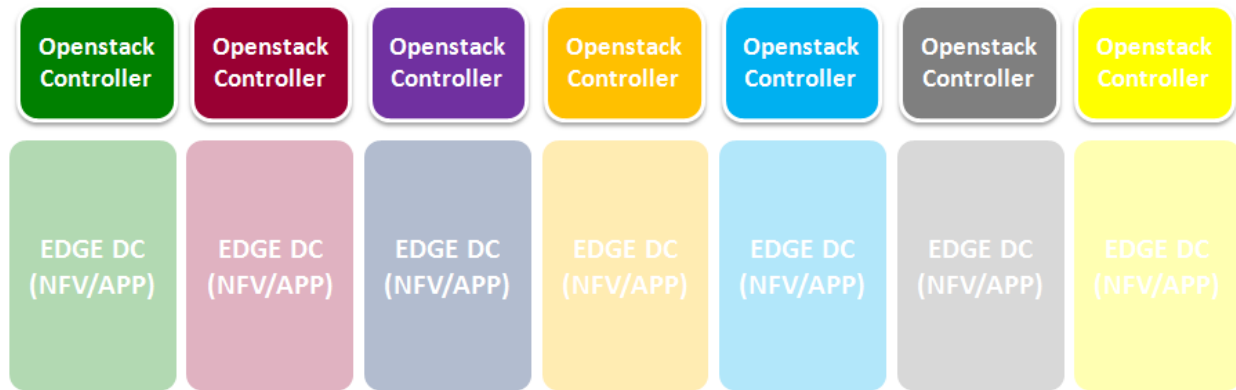 Openstack
Controller
Openstack
Controller
Openstack
Controller
Openstack
Controller
Openstack
Controller
Openstack
Controller
Openstack
Controller
EDGE DC
(NFV/APP)
EDGE DC
(NFV/APP)
EDGE DC
(NFV/APP)
EDGE DC
(NFV/APP)
EDGE DC
(NFV/APP)
EDGE DC
(NFV/APP)
EDGE DC
(NFV/APP)